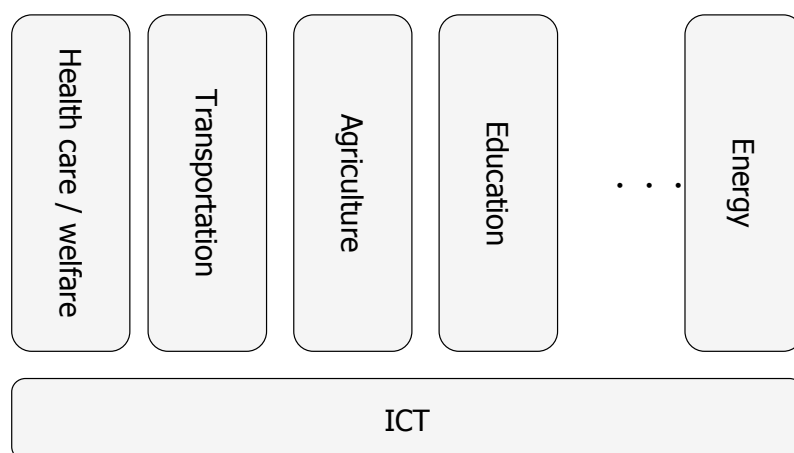 Health care / welfare
Transportation
Agriculture
Education
. . .
Energy
ICT